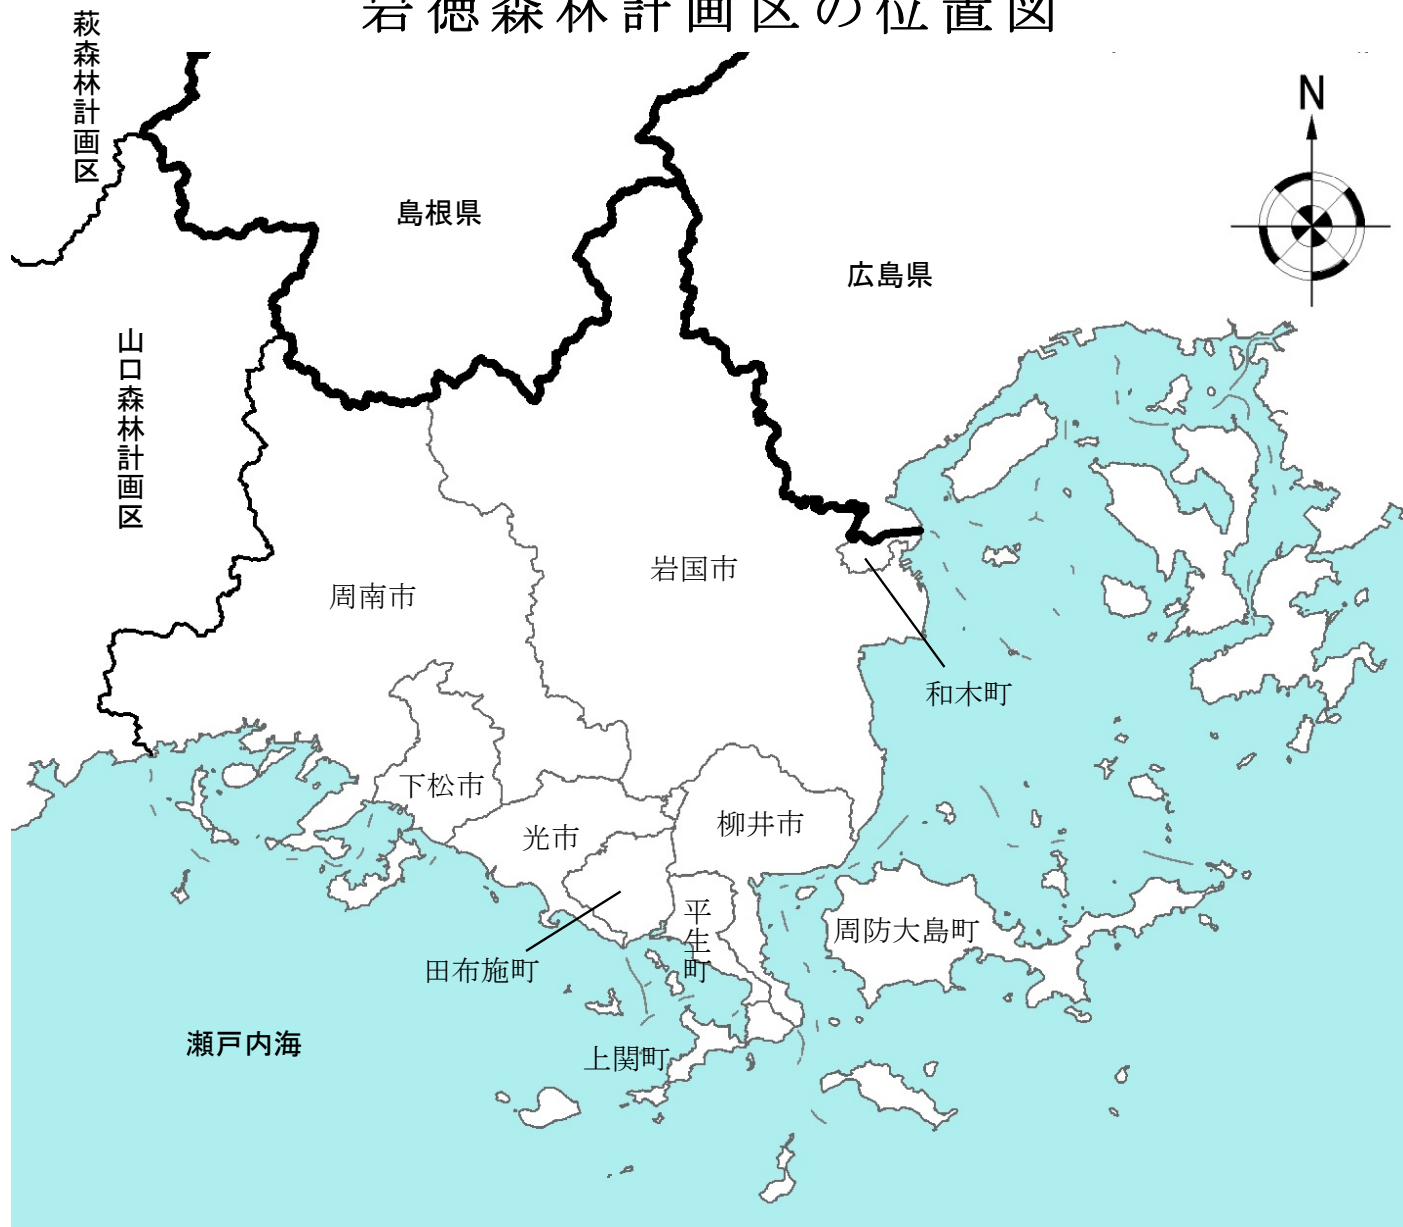 岩徳森林計画区の位置図
萩森林計画区
N
島根県
広島県
山口森林計画区
岩国市
周南市
和木町
下松市
柳井市
光市
平生町
周防大島町
田布施町
瀬戸内海
上関町